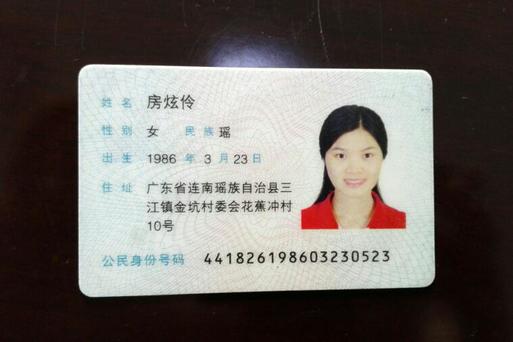 姓名 房炫伶
性别 女 民族 瑶
出生 1986 年 3 月 23 日
住址 广东省连南瑶族自治县三
江镇金坑村委会花蕉冲村
10号
公民身份号码 441826198603230523